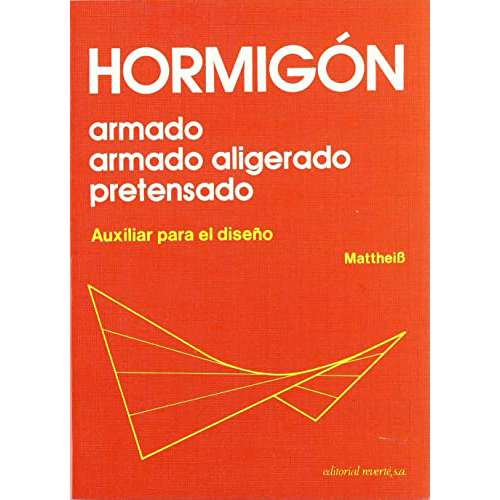 HORMIGÓN
armado
armado aligerado
pretensado
Auxiliar para el diseño
Mattheiß
editorial reverté, s.a.